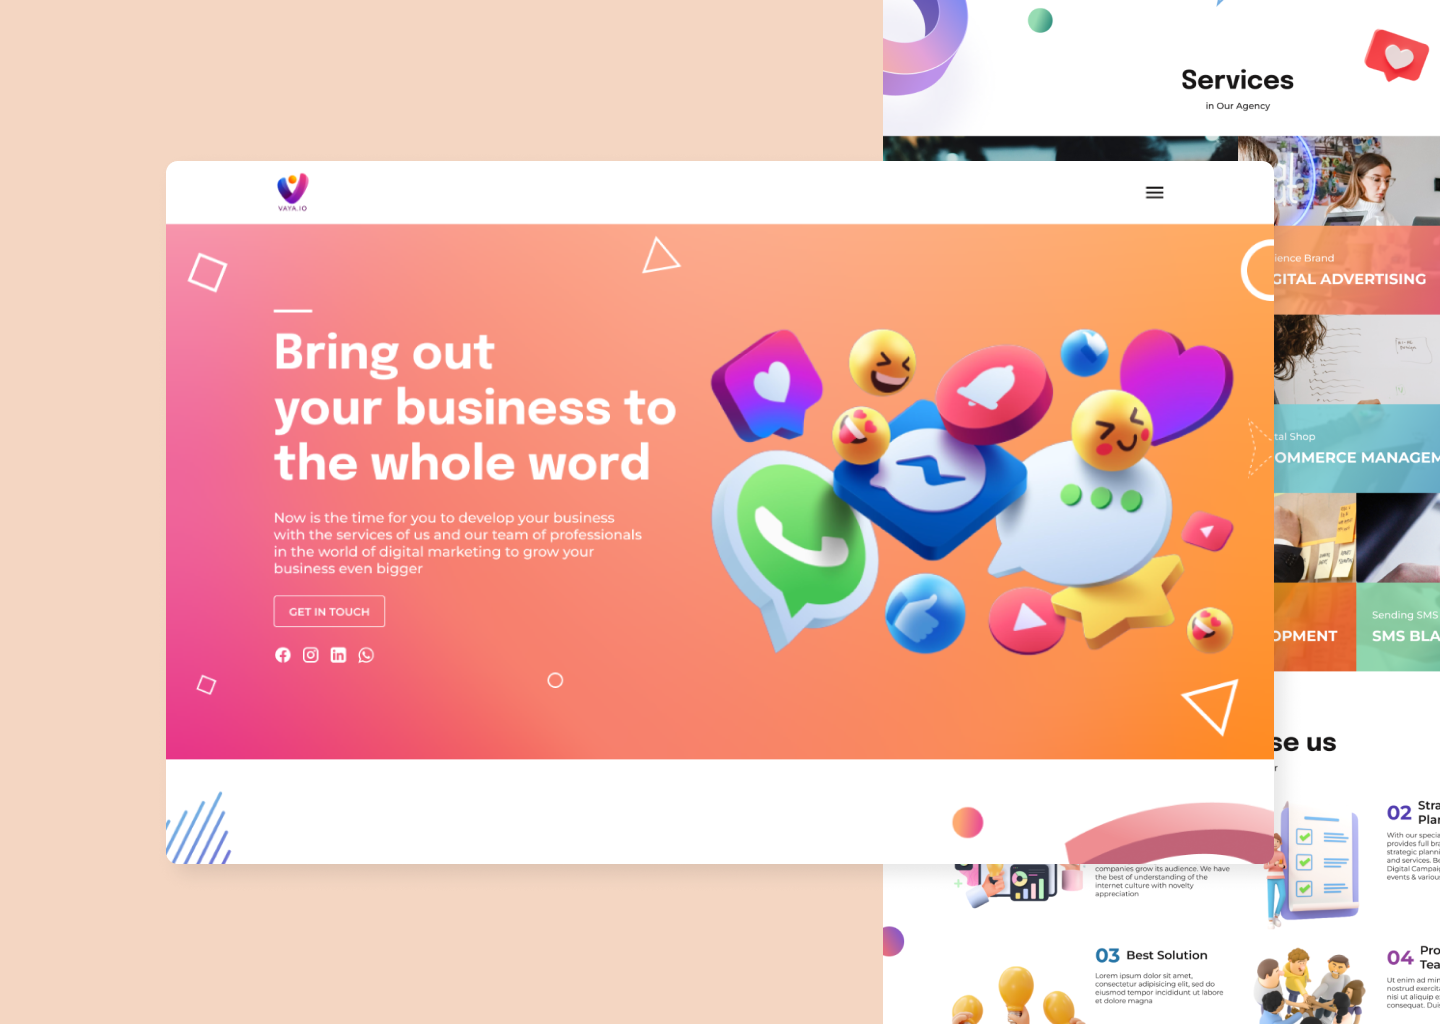 Services
in Our Agency
VAYA.IO
Bring out
your business to
the whole word
Now is the time for you to develop your business
with the services of us and our team of professionals
in the world of digital marketing to grow your
business even bigger
GET IN TOUCH
ience Brand
GITAL ADVERTISING
tal Shop
OMMERCE MANAGEM
OPMENT
Sending SMS
SMS BLA
se us
r
companies grow its audience. We have
the best of understanding of the
internet culture with novelty
appreciation
02 Stra
Pla
With our specia
provides full bra
strategic planni
and services. Be
Digital Campaig
events & variou
03 Best Solution
Lorem ipsum dolor sit amet,
consectetur adipisicing elit, sed do
eiusmod tempor incididunt ut labore
et dolore magna
04 Pro
Tea
Ut enim ad min
nostrud exercita
nisi ut aliquip e
consequat. Duis